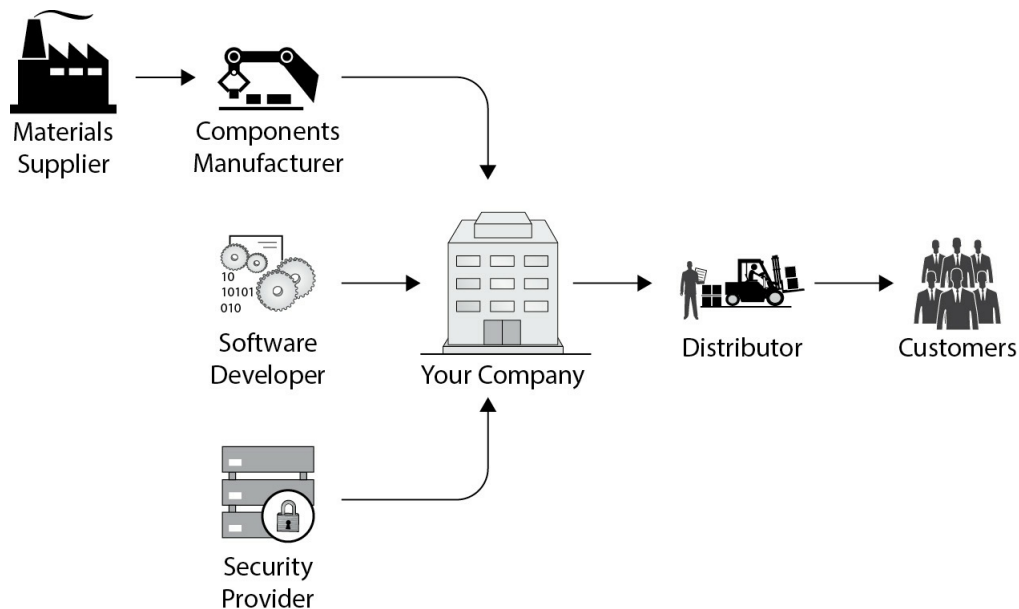 Materials
Supplier
Components
Manufacturer
10
10101
010
Software
Developer
Your Company
Distributor
Customers
Security
Provider